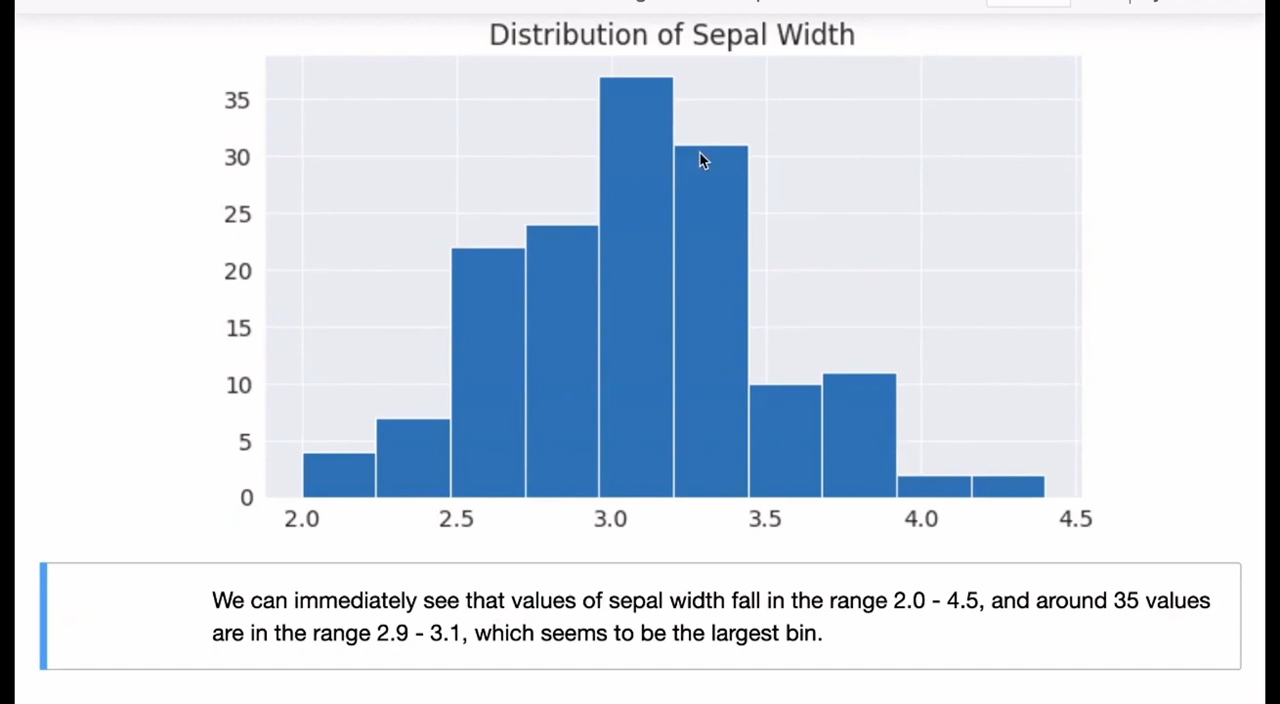 Distribution of Sepal Width
35
30
25
20
15
10
5
0
2.0 2.5 3.0 3.5 4.0 4.5
We can immediately see that values of sepal width fall in the range 2.0 - 4.5, and around 35 values
are in the range 2.9 - 3.1, which seems to be the largest bin.